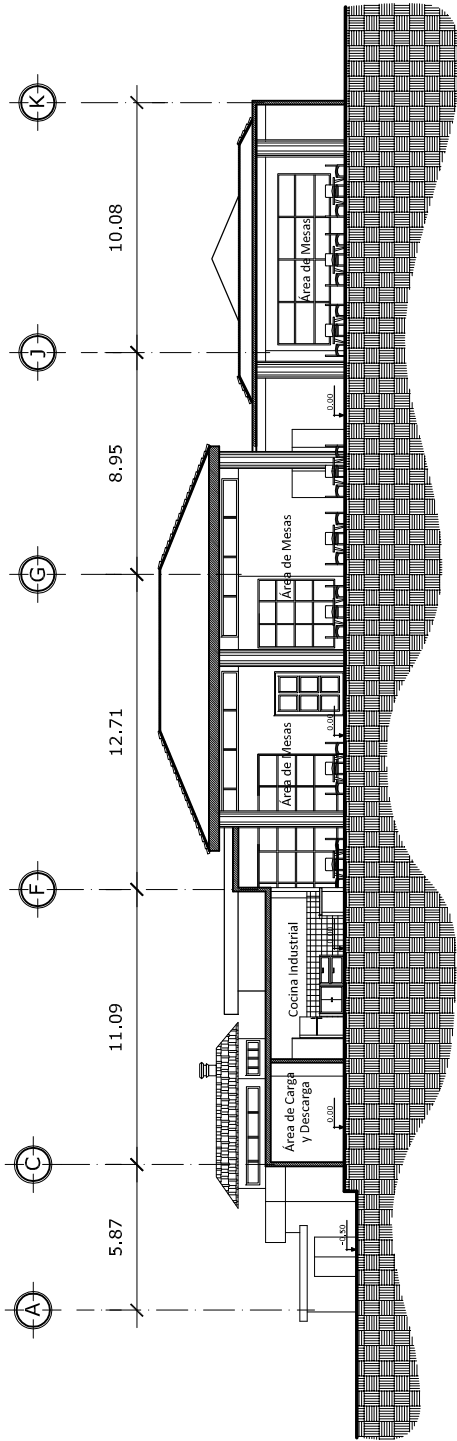 A
C
F
G
J
K
5.87
11.09
12.71
8.95
10.08
Área de Carga
y Descarga
Cocina Industrial
Área de Mesas
Área de Mesas
Área de Mesas
-0.50
0.00
0.00
0.00